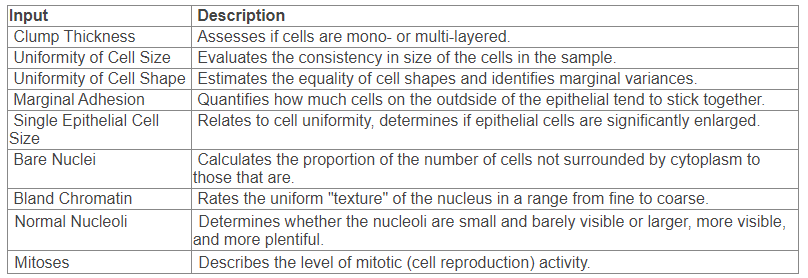 Input Description
Clump Thickness Assesses if cells are mono- or multi-layered.
Uniformity of Cell Size Evaluates the consistency in size of the cells in the sample.
Uniformity of Cell Shape Estimates the equality of cell shapes and identifies marginal variances.
Marginal Adhesion Quantifies how much cells on the outdside of the epithelial tend to stick together.
Single Epithelial Cell
Size
Relates to cell uniformity, determines if epithelial cells are significantly enlarged.
Bare Nuclei
Calculates the proportion of the number of cells not surrounded by cytoplasm to
those that are.
Bland Chromatin Rates the uniform "texture" of the nucleus in a range from fine to coarse.
Normal Nucleoli
Determines whether the nucleoli are small and barely visible or larger, more visible,
and more plentiful.
Mitoses Describes the level of mitotic (cell reproduction) activity.